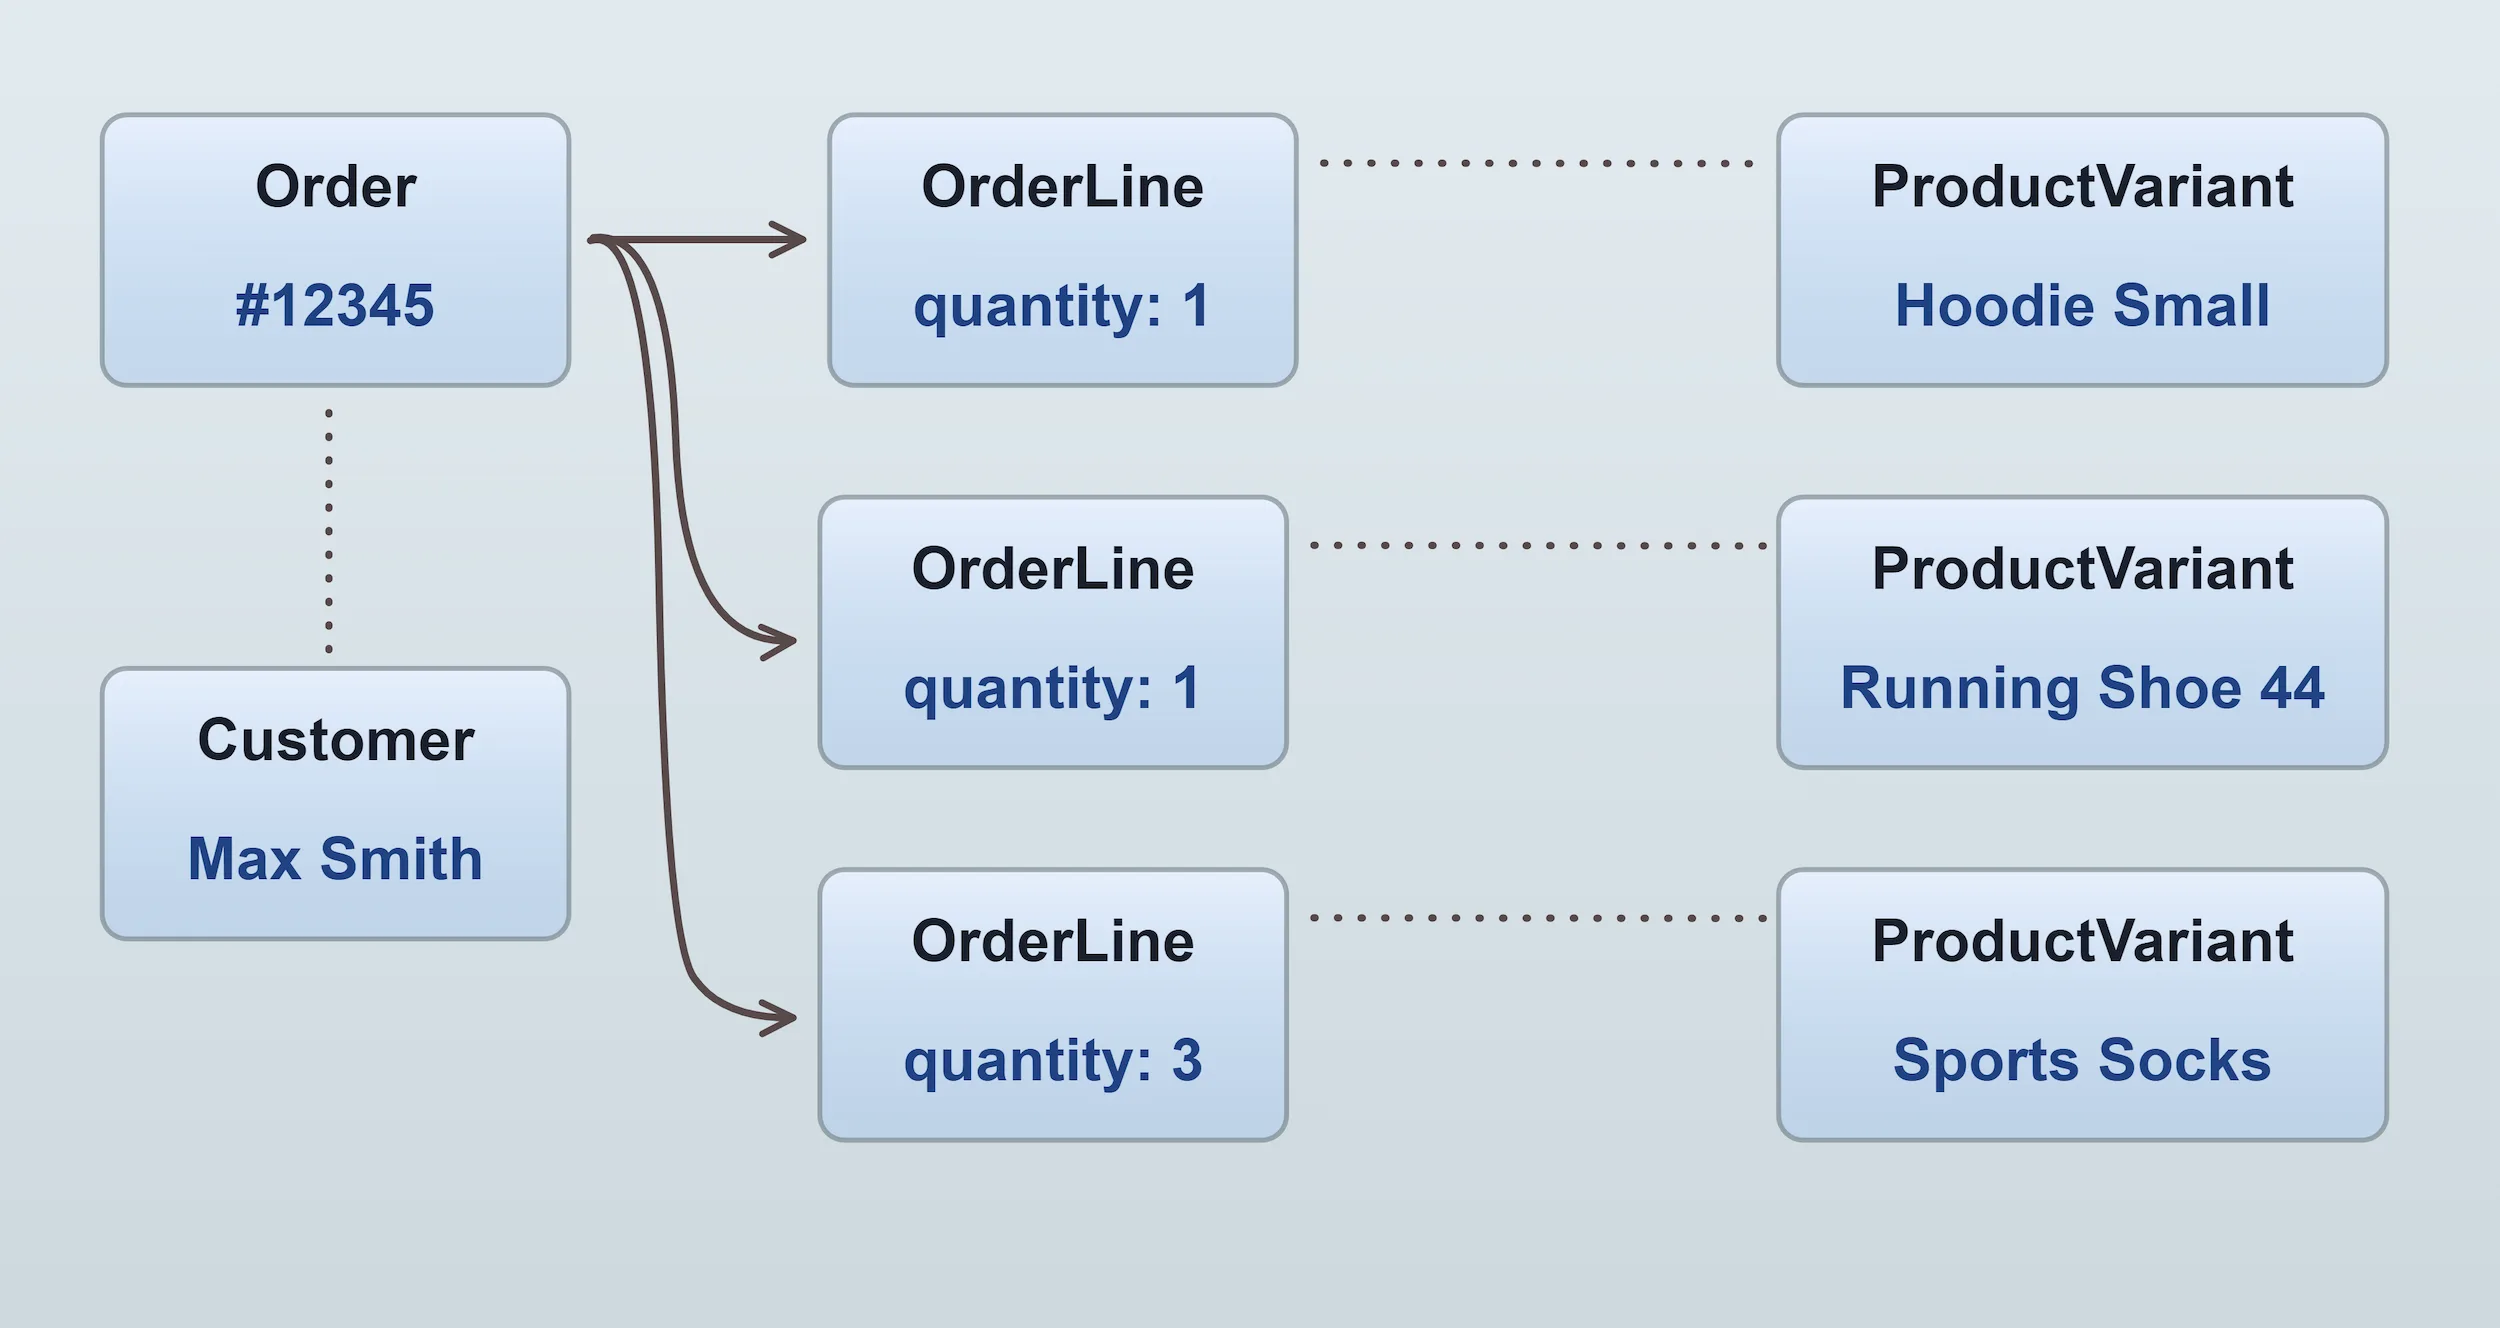 Order
#12345
OrderLine
quantity: 1
ProductVariant
Hoodie Small
OrderLine
quantity: 1
ProductVariant
Running Shoe 44
Customer
Max Smith
OrderLine
quantity: 3
ProductVariant
Sports Socks